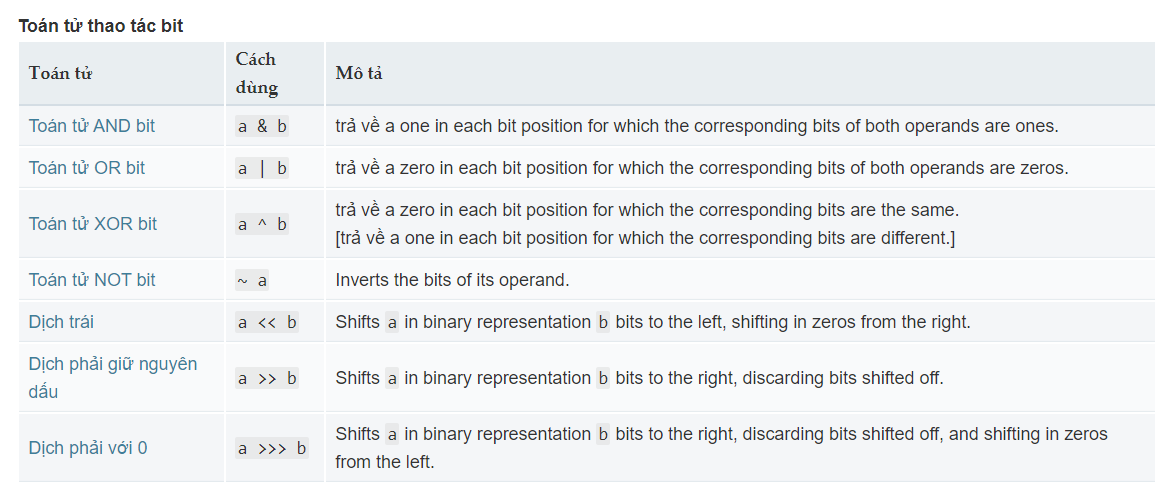 Toán tử thao tác bit
Toán tử
Cách
dùng
Mô tả
Toán tử AND bit
a & b
trả về a one in each bit position for which the corresponding bits of both operands are ones.
Toán tử OR bit
a | b
trả về a zero in each bit position for which the corresponding bits of both operands are zeros.
Toán tử XOR bit
a ^ b
trả về a zero in each bit position for which the corresponding bits are the same.
[trả về a one in each bit position for which the corresponding bits are different.]
Toán tử NOT bit
~ a
Inverts the bits of its operand.
Dịch trái
a << b
Shifts a in binary representation b bits to the left, shifting in zeros from the right.
Dịch phải giữ nguyên
dấu
a >> b
Shifts a in binary representation b bits to the right, discarding bits shifted off.
Dịch phải với 0
a >>> b
Shifts a in binary representation b bits to the right, discarding bits shifted off, and shifting in zeros
from the left.